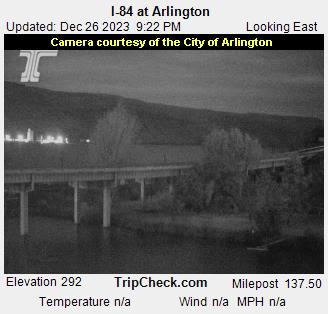 I-84 at Arlington
Updated: Dec 26 2023 9:22 PM Looking East
Camera courtesy of the City of Arlington
Elevation 292 TripCheck.com Milepost 137.50
Temperature n/a Wind n/a MPH n/a